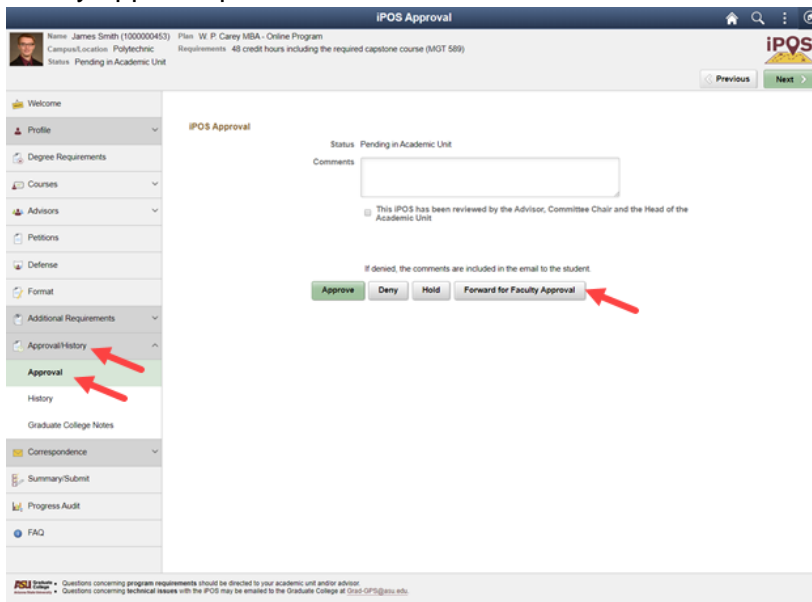 iPOS Approval
Name James Smith (1000000453) Plan W. P. Carey MBA - Online Program
Campus/Location Polytechnic Requirements 48 credit hours including the required capstone course (MGT 589)
Status Pending in Academic Unit
iPOS
Previous Next
Welcome
Profile
Degree Requirements
Courses
Advisors
Petitions
Defense
Format
Additional Requirements
Approval/History
Approval
History
Graduate College Notes
Correspondence
Summary/Submit
Progress Audit
FAQ
iPOS Approval
Status Pending in Academic Unit
Comments
This iPOS has been reviewed by the Advisor, Committee Chair and the Head of the
Academic Unit
If denied, the comments are included in the email to the student.
Approve Deny Hold Forward for Faculty Approval
ASU Graduate College
Arizona State University
• Questions concerning program requirements should be directed to your academic unit and/or advisor.
• Questions concerning technical issues with the iPOS may be emailed to the Graduate College at Grad-GPS@asu.edu.